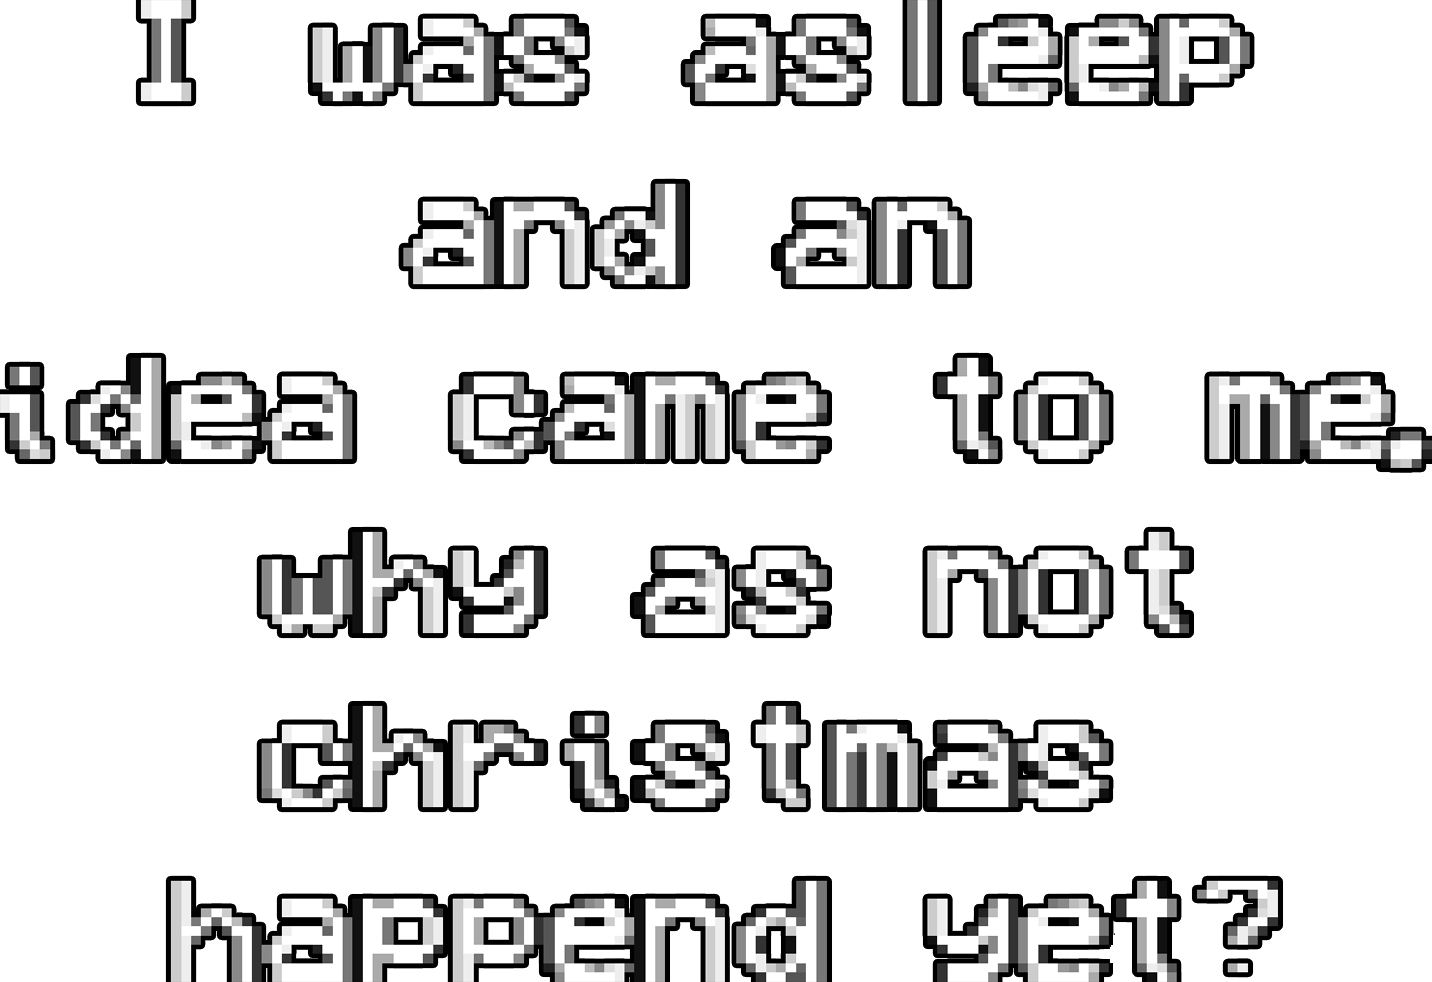 I was asleep
and an
idea came to me.
why as not
christmas
happend yet?